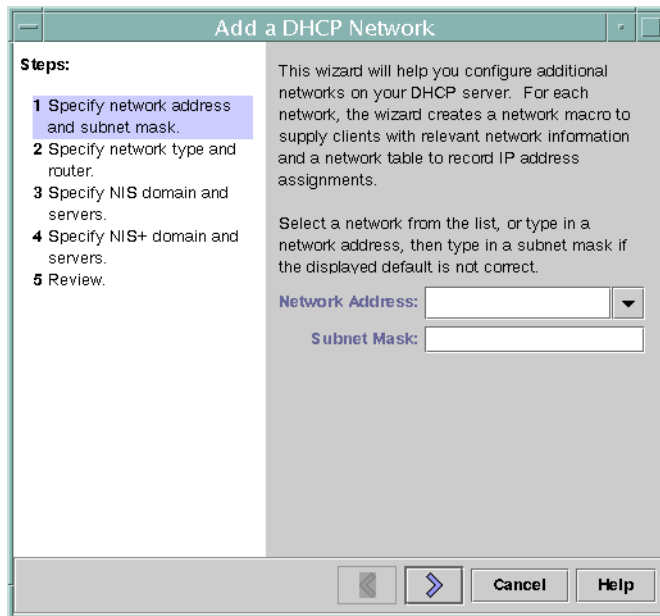 Add a DHCP Network
Steps:
1 Specify network address
and subnet mask.
2 Specify network type and
router.
3 Specify NIS domain and
servers.
4 Specify NIS+ domain and
servers.
5 Review.
This wizard will help you configure additional
networks on your DHCP server. For each
network, the wizard creates a network macro to
supply clients with relevant network information
and a network table to record IP address
assignments.
Select a network from the list, or type in a
network address, then type in a subnet mask if
the displayed default is not correct.
Network Address:
Subnet Mask:
Cancel
Help